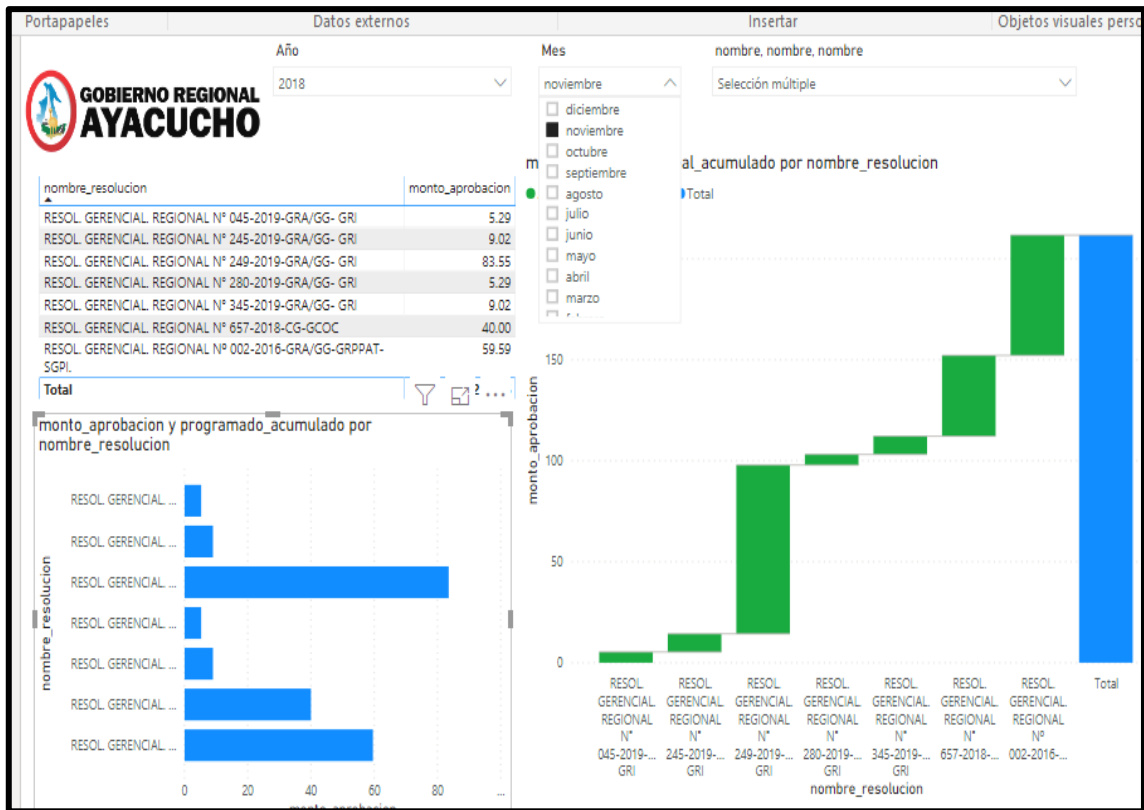 Portapapeles
Datos externos
Insertar
Objetos visuales perso
GOBIERNO REGIONAL
AYACUCHO
Año
2018
Mes
noviembre
diciembre
noviembre
octubre
septiembre
agosto
julio
junio
mayo
abril
marzo
nombre, nombre, nombre
Selección múltiple
nombre_resolucion monto_aprobacion
RESOL. GERENCIAL. REGIONAL N° 045-2019-GRA/GG- GRI 5.29
RESOL. GERENCIAL. REGIONAL N° 245-2019-GRA/GG- GRI 9.02
RESOL. GERENCIAL. REGIONAL N° 249-2019-GRA/GG- GRI 83.55
RESOL. GERENCIAL. REGIONAL N° 280-2019-GRA/GG- GRI 5.29
RESOL. GERENCIAL. REGIONAL N° 345-2019-GRA/GG- GRI 9.02
RESOL. GERENCIAL. REGIONAL N° 657-2018-CG-GCOC 40.00
RESOL. GERENCIAL. REGIONAL Nº 002-2016-GRA/GG-GRPPAT- 59.59
SGPI.
Total
monto_aprobacion y programado_acumulado por
nombre_resolucion
nombre_resolucion
RESOL. GERENCIAL. ...
RESOL. GERENCIAL. ...
RESOL. GERENCIAL. ...
RESOL. GERENCIAL. ...
RESOL. GERENCIAL. ...
RESOL. GERENCIAL. ...
RESOL. GERENCIAL. ...
0 20 40 60 80 ...
monto_aprobacion
m al_acumulado por nombre_resolucion
Total
monto_aprobacion
150
100
50
0
RESOL.
GERENCIAL.
REGIONAL
N°
045-2019-...
GRI
RESOL.
GERENCIAL.
REGIONAL
N°
245-2019-...
GRI
RESOL.
GERENCIAL.
REGIONAL
N°
249-2019-...
GRI
RESOL.
GERENCIAL.
REGIONAL
N°
280-2019-...
GRI
RESOL.
GERENCIAL.
REGIONAL
N°
345-2019-...
GRI
RESOL.
GERENCIAL.
REGIONAL
N°
657-2018-...
RESOL.
GERENCIAL.
REGIONAL
Nº
002-2016-...
Total
nombre_resolucion